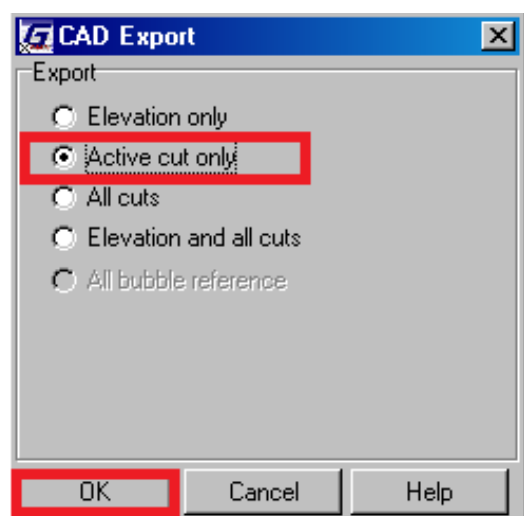 CAD Export
Export
Elevation only
Active cut only
All cuts
Elevation and all cuts
All bubble reference
OK Cancel Help